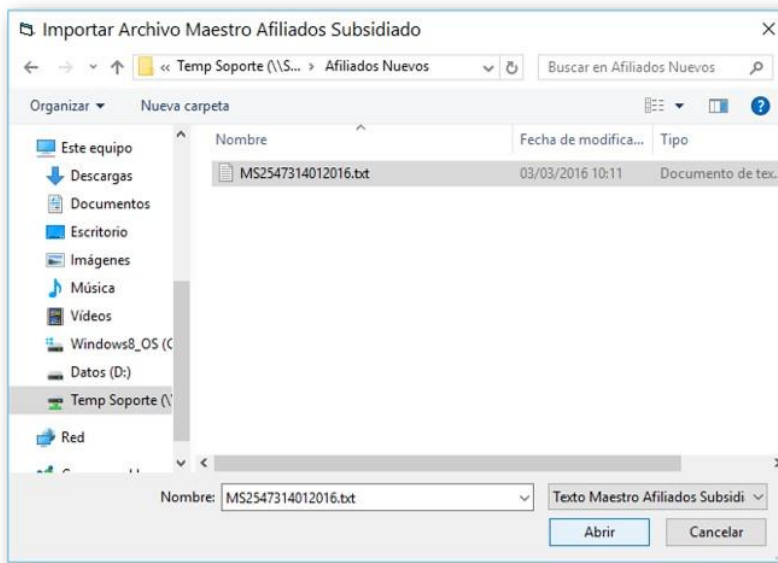 Importar Archivo Maestro Afiliados Subsidiado
« Temp Soporte (\\S... › Afiliados Nuevos
Buscar en Afiliados Nuevos
Organizar
Nueva carpeta
Nombre
Fecha de modifica...
Tipo
MS2547314012016.txt
03/03/2016 10:11
Documento de tex.
Este equipo
Descargas
Documentos
Escritorio
Imágenes
Música
Vídeos
Windows8_OS (C
Datos (D:)
Temp Soporte (\
Red
Nombre:
MS2547314012016.txt
Texto Maestro Afiliados Subsidi
Abrir
Cancelar